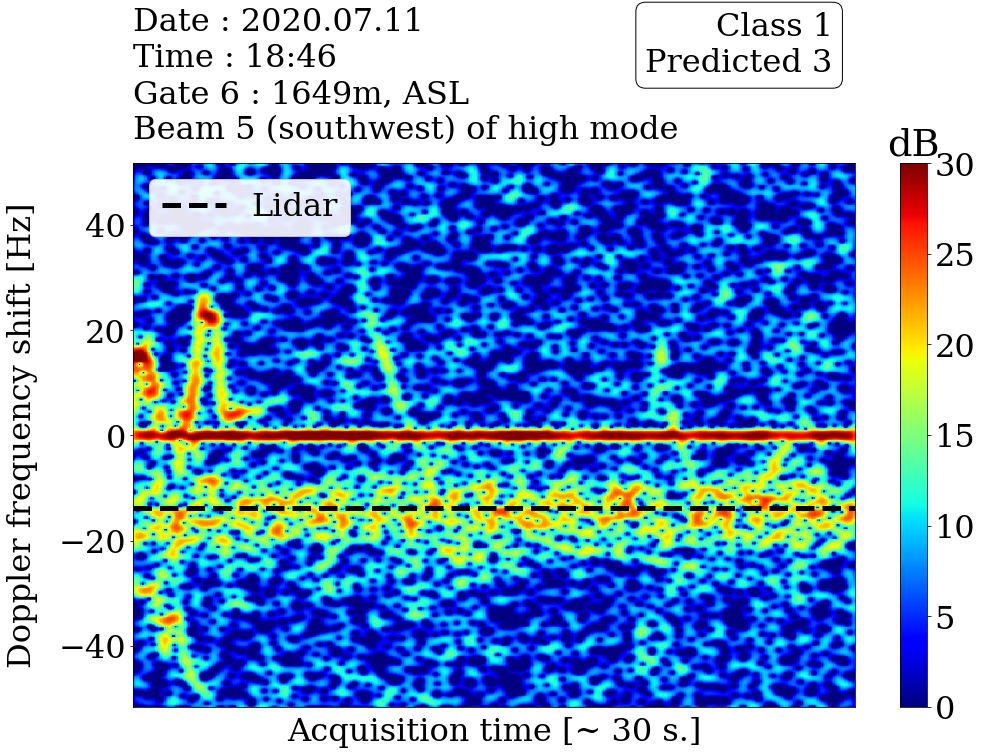 Date : 2020.07.11
Time : 18:46
Gate 6 : 1649m, ASL
Beam 5 (southwest) of high mode
Class 1
Predicted 3
dB
Lidar
Doppler frequency shift [Hz]
40
20
0
−20
−40
30
25
20
15
10
5
0
Acquisition time [~ 30 s.]